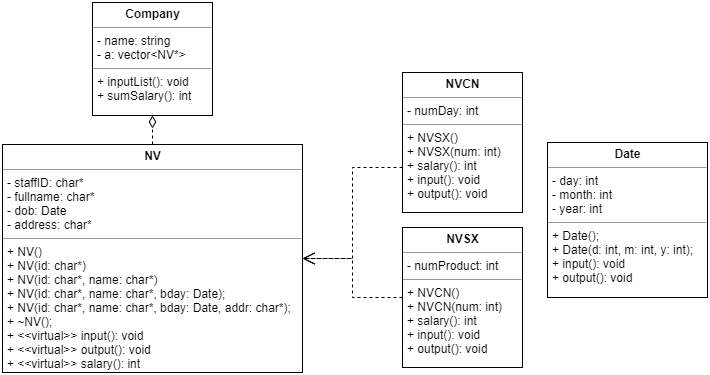 Company
- name: string
- a: vector<NV*>
+ inputList(): void
+ sumSalary(): int
NV
- staffID: char*
- fullname: char*
- dob: Date
- address: char*
+ NV()
+ NV(id: char*)
+ NV(id: char*, name: char*)
+ NV(id: char*, name: char*, bday: Date);
+ NV(id: char*, name: char*, bday: Date, addr: char*);
+ ~NV();
+ <<virtual>> input(): void
+ <<virtual>> output(): void
+ <<virtual>> salary(): int
NVCN
- numDay: int
+ NVSX()
+ NVSX(num: int)
+ salary(): int
+ input(): void
+ output(): void
NVSX
- numProduct: int
+ NVCN()
+ NVCN(num: int)
+ salary(): int
+ input(): void
+ output(): void
Date
- day: int
- month: int
- year: int
+ Date();
+ Date(d: int, m: int, y: int);
+ input(): void
+ output(): void